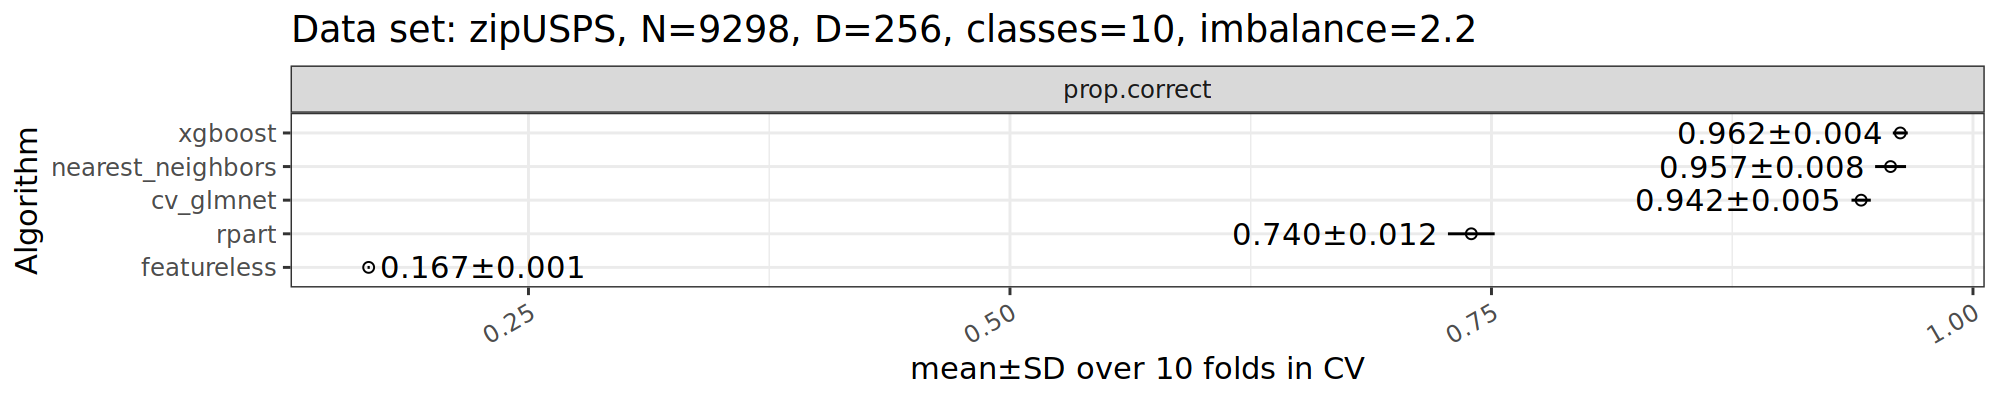 Data set: zipUSPS, N=9298, D=256, classes=10, imbalance=2.2
prop.correct
Algorithm
xgboost
0.962±0.004
nearest_neighbors
0.957±0.008
cv_glmnet
0.942±0.005
rpart
0.740±0.012
featureless
0.167±0.001
0.25
0.50
0.75
1.00
mean±SD over 10 folds in CV